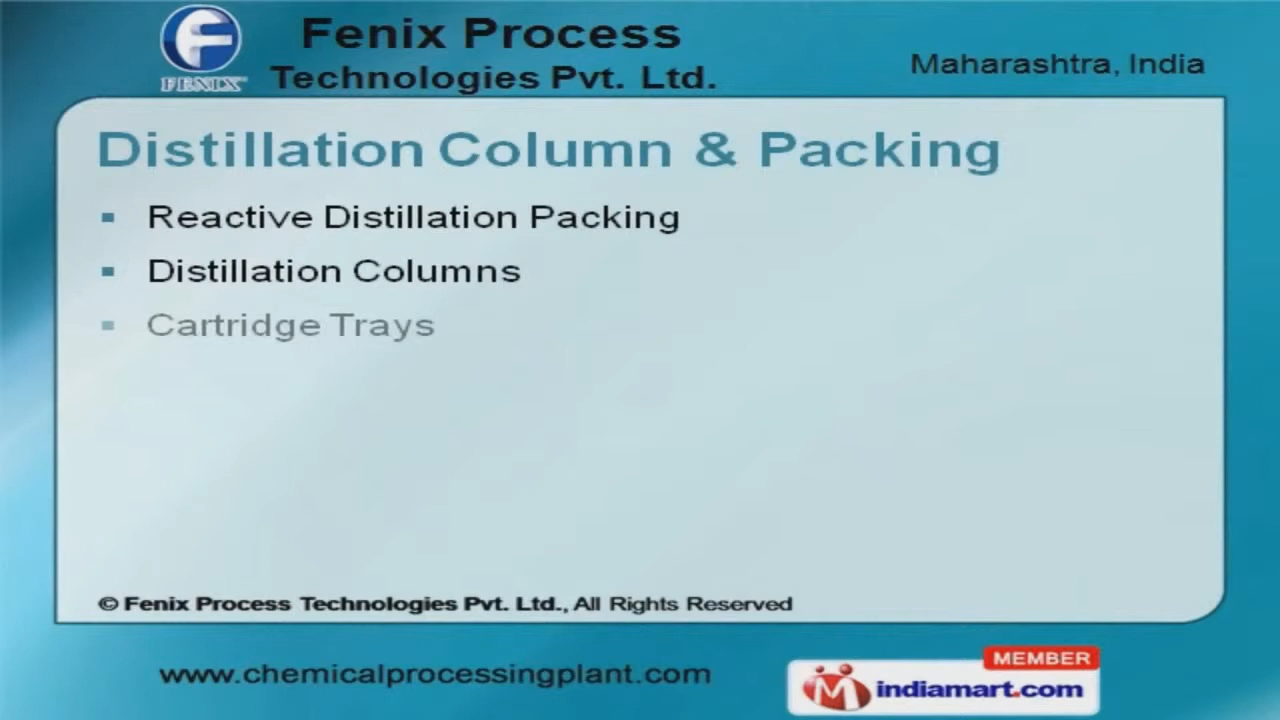 Fenix Process
Technologies Pvt. Ltd.
FENIX
Maharashtra, India
Distillation Column & Packing
▪ Reactive Distillation Packing
▪ Distillation Columns
▪ Cartridge Trays
© Fenix Process Technologies Pvt. Ltd., All Rights Reserved
www.chemicalprocessingplant.com
MEMBER
indiamart.com